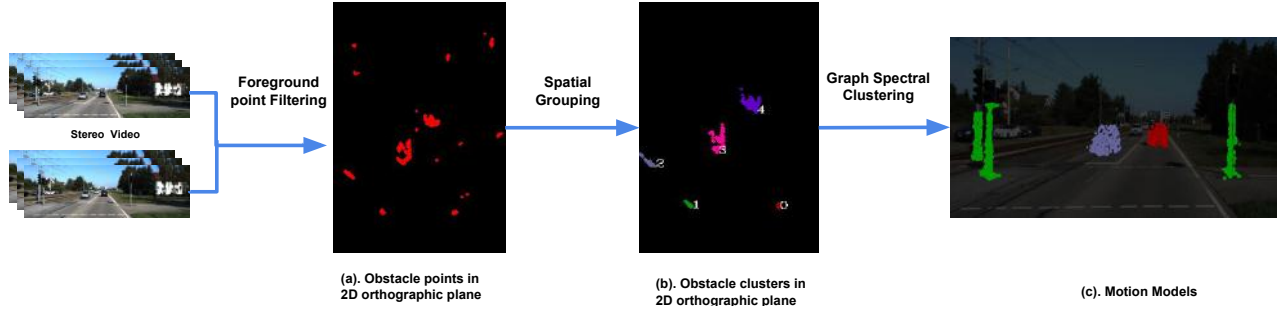 Foreground
point Filtering
Stereo Video
(a). Obstacle points in
2D orthographic plane
Spatial
Grouping
4
3
2
1
0
(b). Obstacle clusters in
2D orthographic plane
Graph Spectral
Clustering
(c). Motion Models